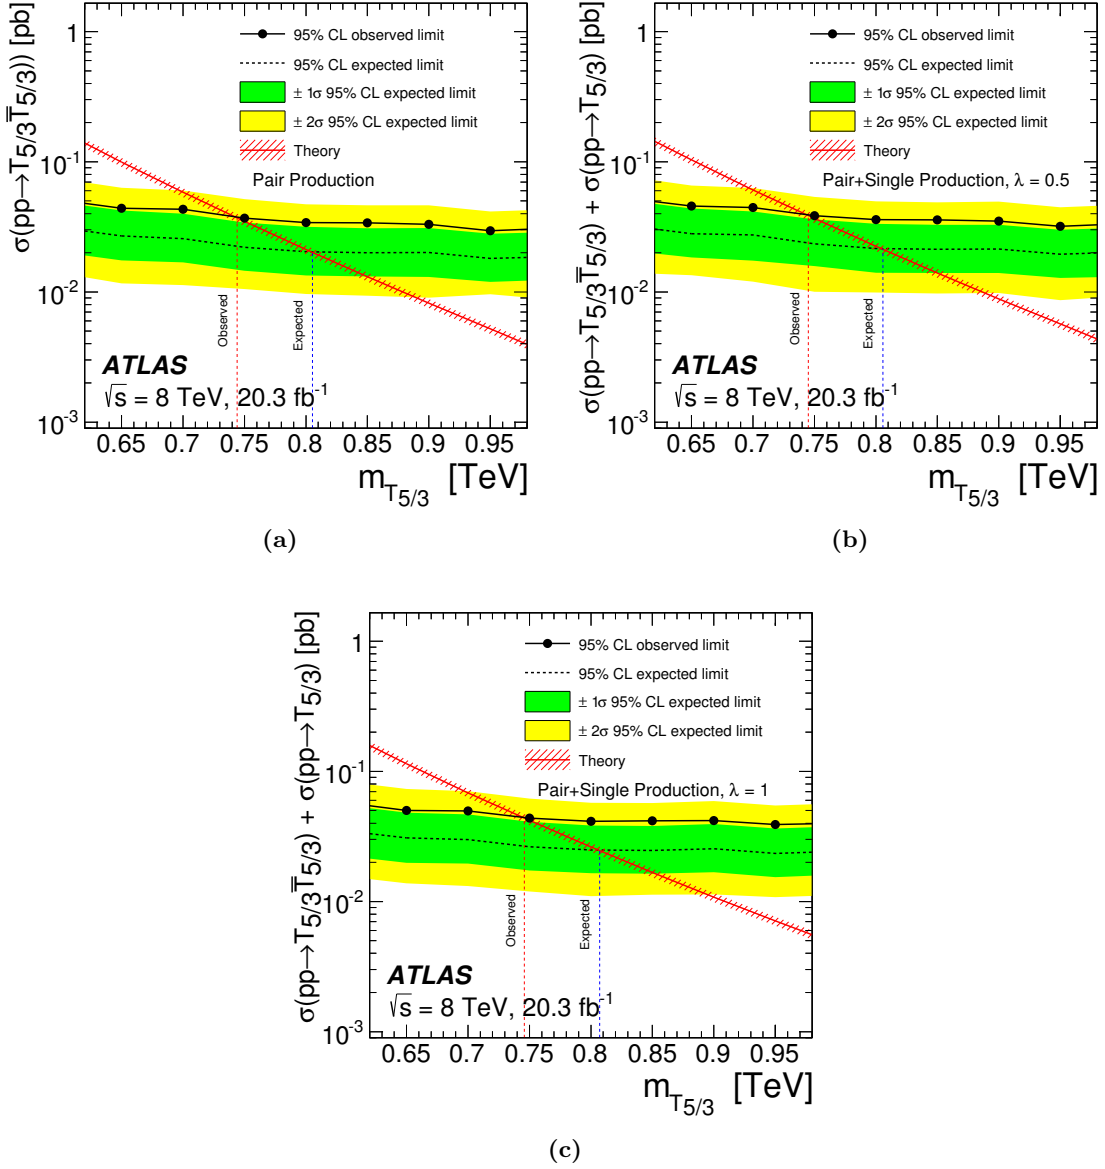 σ(pp→T5/3T̅5/3)) [pb]
1
10-1
10-2
10-3
95% CL observed limit
95% CL expected limit
± 1σ 95% CL expected limit
± 2σ 95% CL expected limit
Theory
Pair Production
Observed
Expected
ATLAS
√s = 8 TeV, 20.3 fb-1
0.65 0.7 0.75 0.8 0.85 0.9 0.95
mT5/3 [TeV]
(a)
σ(pp→T5/3T̅5/3) + σ(pp→T5/3) [pb]
1
10-1
10-2
10-3
95% CL observed limit
95% CL expected limit
± 1σ 95% CL expected limit
± 2σ 95% CL expected limit
Theory
Pair+Single Production, λ = 0.5
Observed
Expected
ATLAS
√s = 8 TeV, 20.3 fb-1
0.65 0.7 0.75 0.8 0.85 0.9 0.95
mT5/3 [TeV]
(b)
σ(pp→T5/3T̅5/3) + σ(pp→T5/3) [pb]
1
10-1
10-2
10-3
95% CL observed limit
95% CL expected limit
± 1σ 95% CL expected limit
± 2σ 95% CL expected limit
Theory
Pair+Single Production, λ = 1
Observed
Expected
ATLAS
√s = 8 TeV, 20.3 fb-1
0.65 0.7 0.75 0.8 0.85 0.9 0.95
mT5/3 [TeV]
(c)